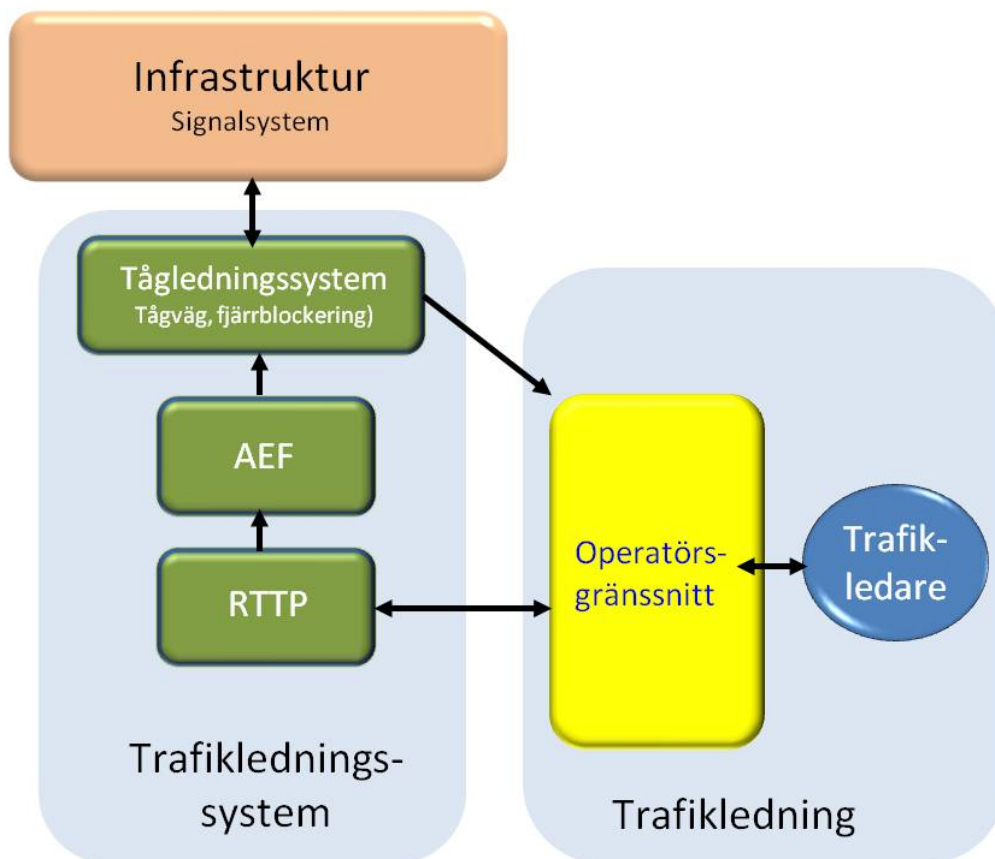 Infrastruktur
Signalsystem
Tågledningssystem
Tågväg, fjärrblockering)
AEF
RTTP
Trafiklednings-
system
Operatörs-
gränssnitt
Trafik-
ledare
Trafikledning